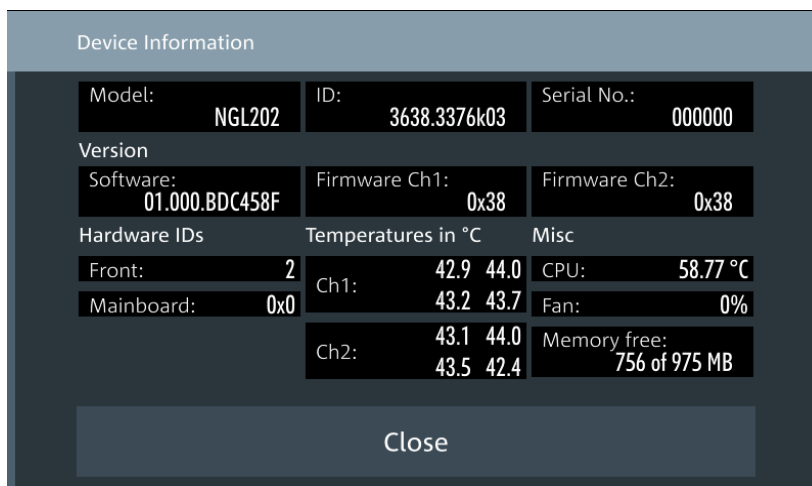 Device Information
Model: ID: Serial No.:
NGL202 3638.3376k03 000000
Version
Software: Firmware Ch1: Firmware Ch2:
01.000.BDC458F 0x38 0x38
Hardware IDs Temperatures in °C Misc
Front: 2 Ch1: 42.9 44.0 CPU: 58.77 °C
Mainboard: 0x0 43.2 43.7 Fan: 0%
Ch2: 43.1 44.0 Memory free:
43.5 42.4 756 of 975 MB
Close